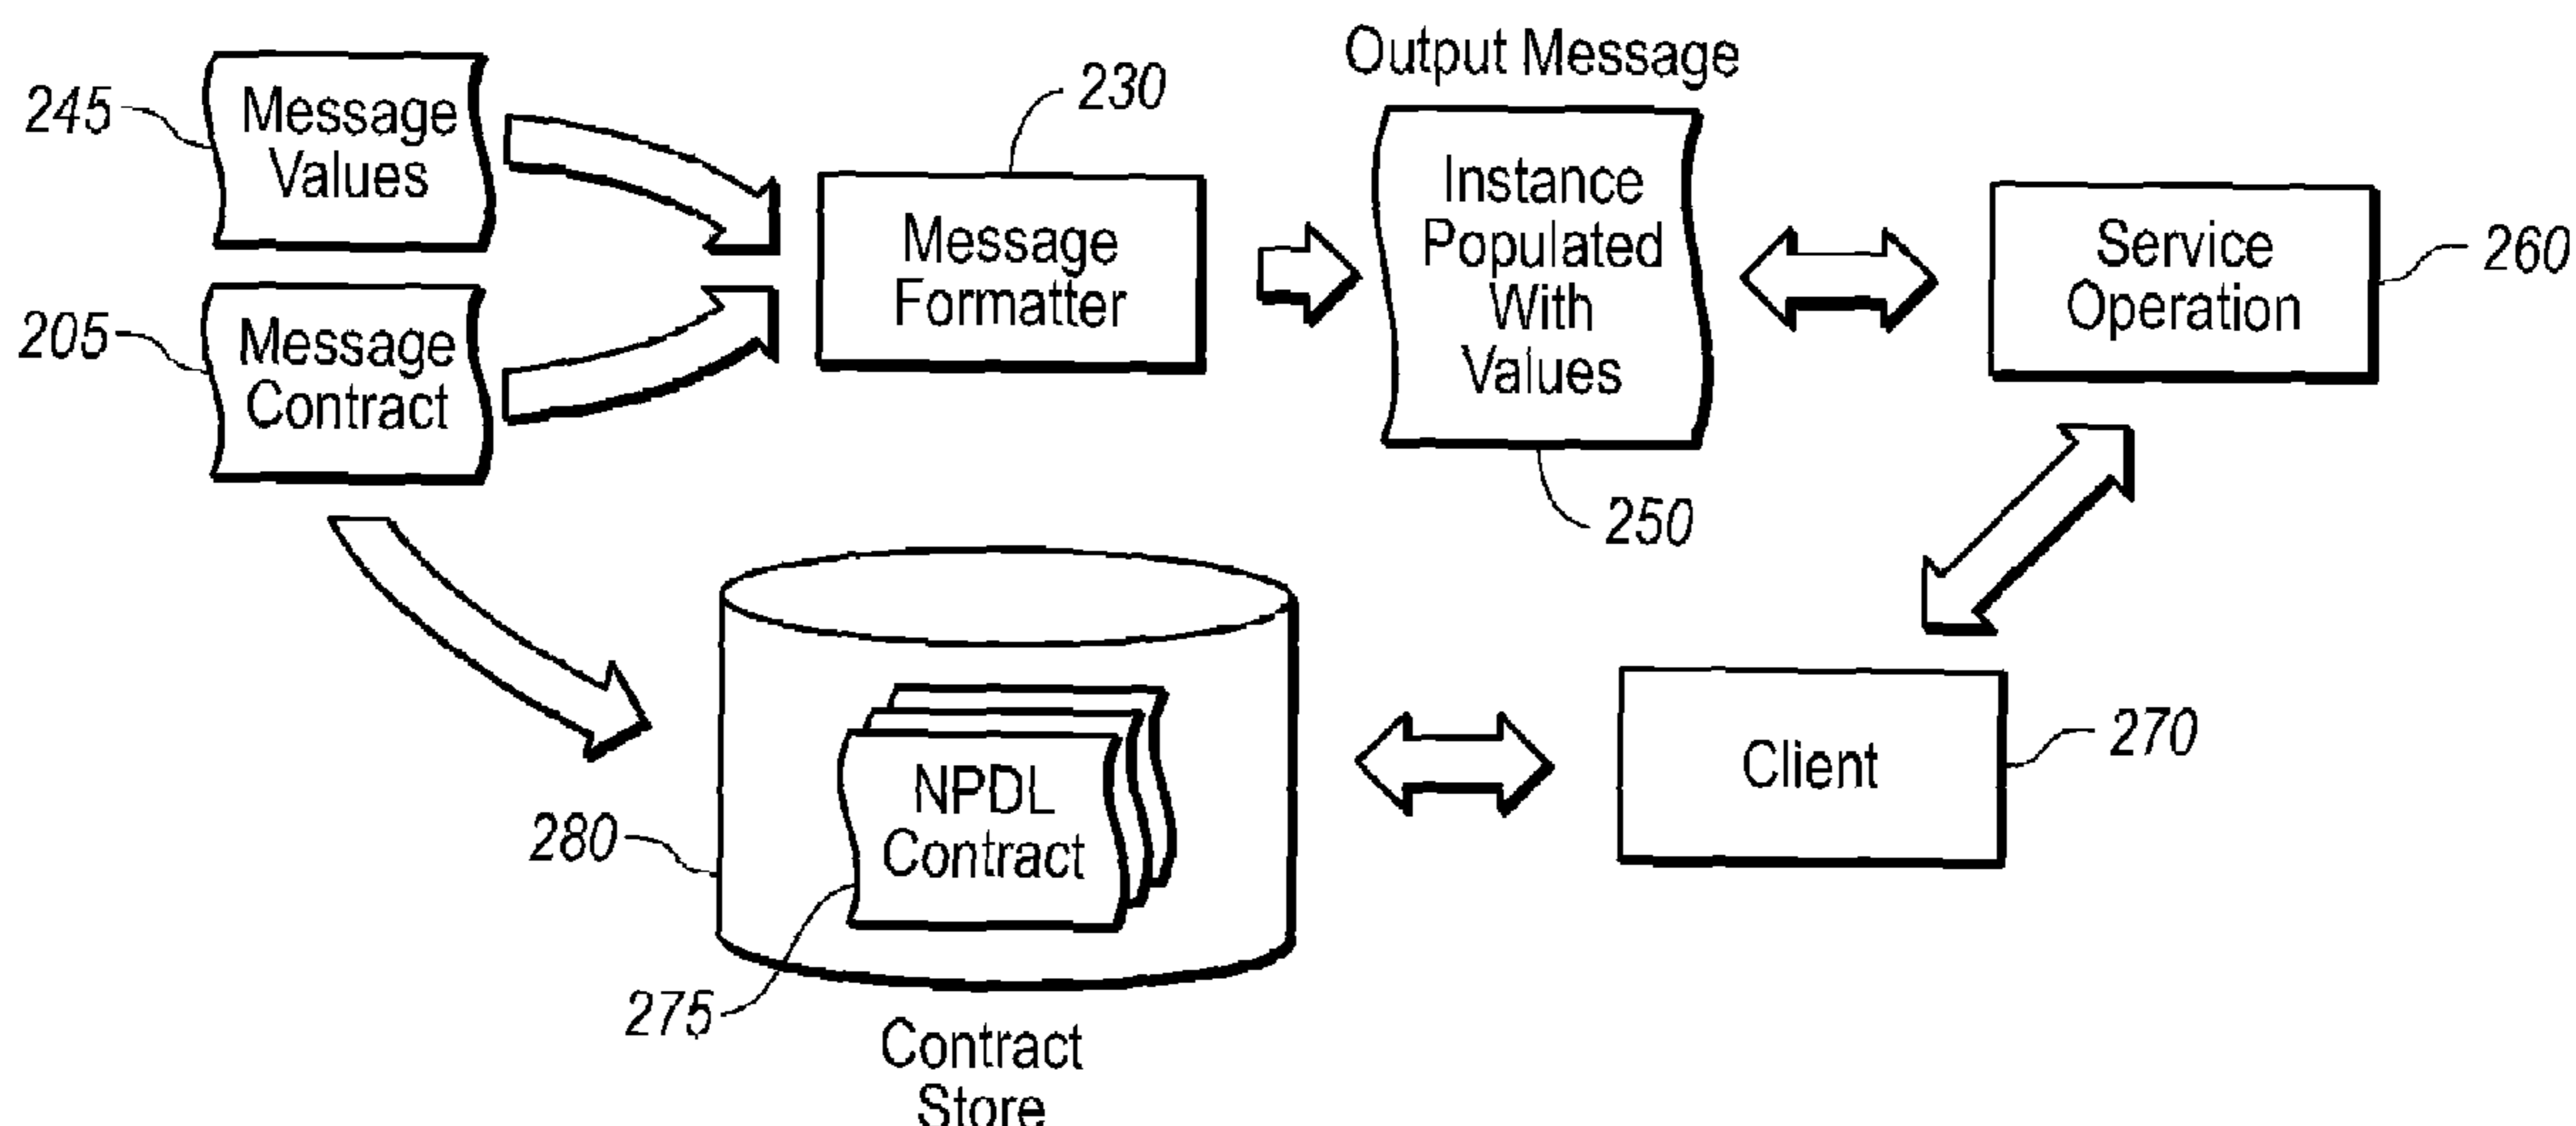 Output Message
245
Message
Values
230
Message
Formatter
Instance
Populated
With
Values
Service
Operation
260
205
Message
Contract
250
NPDL
Contract
280
275
Client
270
Contract
Store